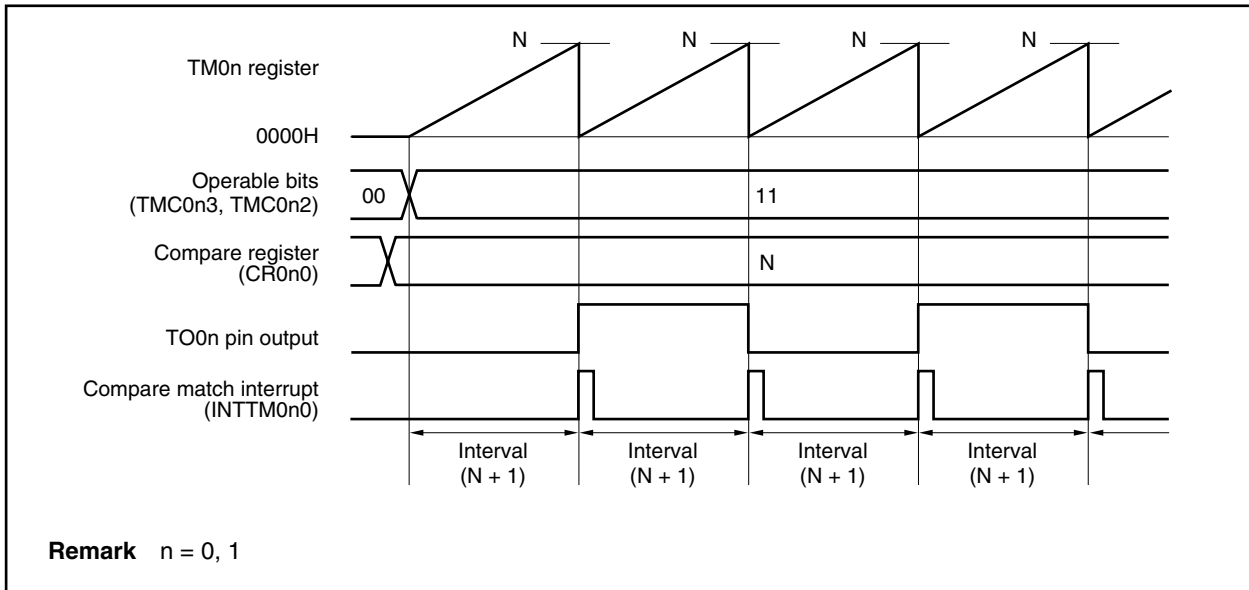 N N N N
TM0n register
0000H
Operable bits
(TMC0n3, TMC0n2)
00 11
Compare register
(CR0n0)
N
TO0n pin output
Compare match interrupt
(INTTM0n0)
Interval Interval Interval Interval
(N + 1) (N + 1) (N + 1) (N + 1)
Remark n = 0, 1